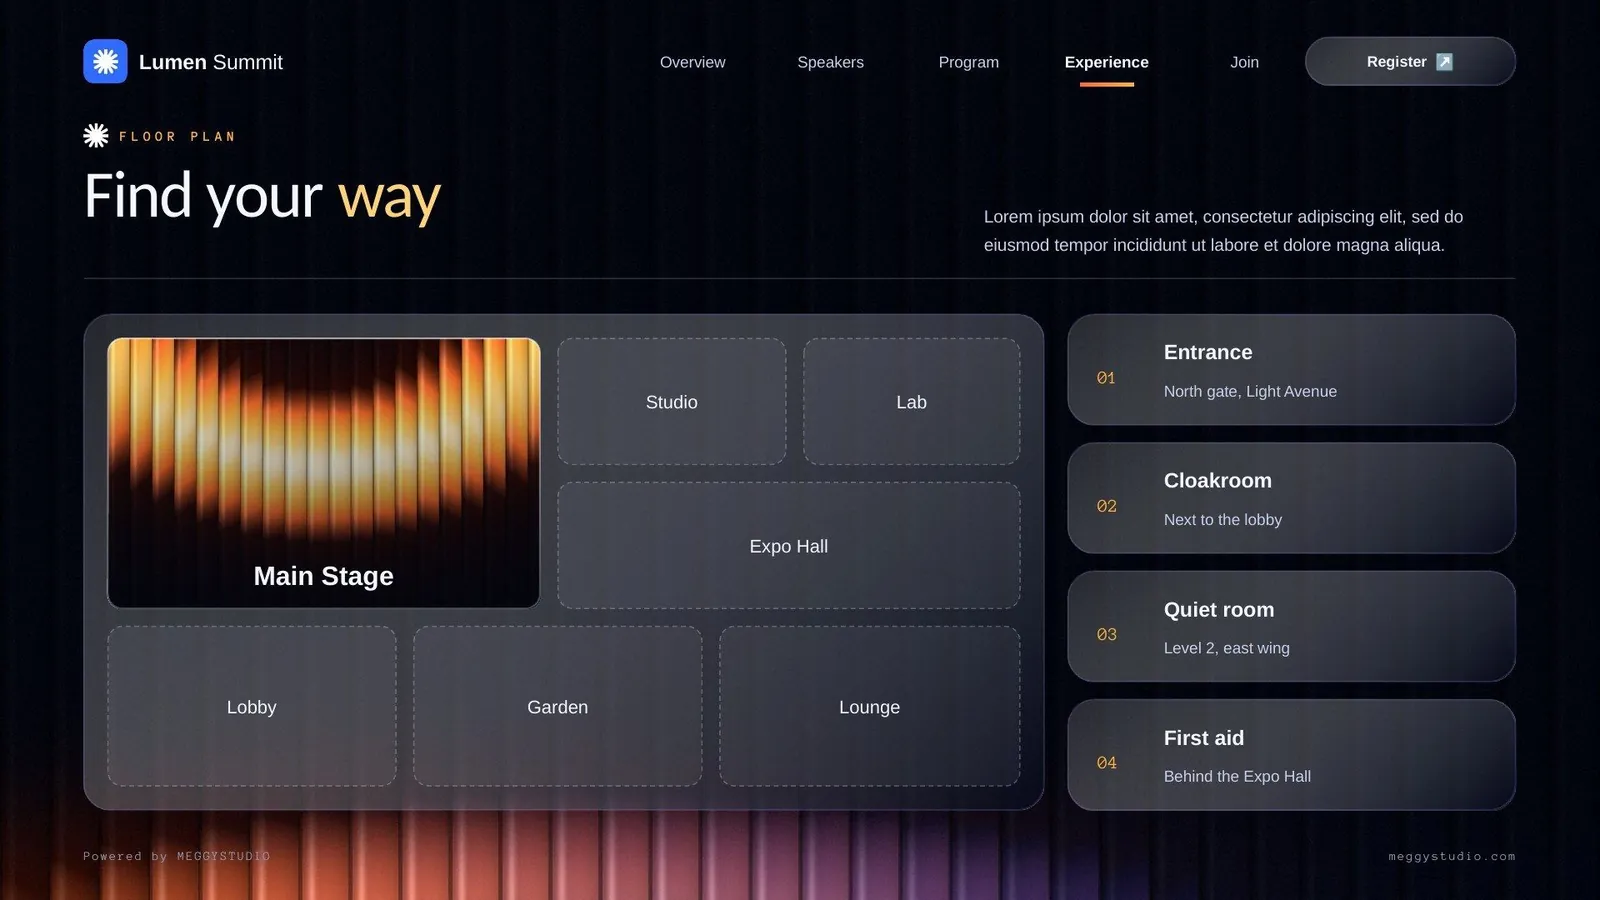 Lumen Summit
Overview
Speakers
Program
Experience
Join
Register ↗
FLOOR PLAN
Find your way
Lorem ipsum dolor sit amet, consectetur adipiscing elit, sed do
eiusmod tempor incididunt ut labore et dolore magna aliqua.
Main Stage
Studio
Lab
Expo Hall
Lobby
Garden
Lounge
01
Entrance
North gate, Light Avenue
02
Cloakroom
Next to the lobby
03
Quiet room
Level 2, east wing
04
First aid
Behind the Expo Hall
Powered by MEGGYSTUDIO
meggystudio.com